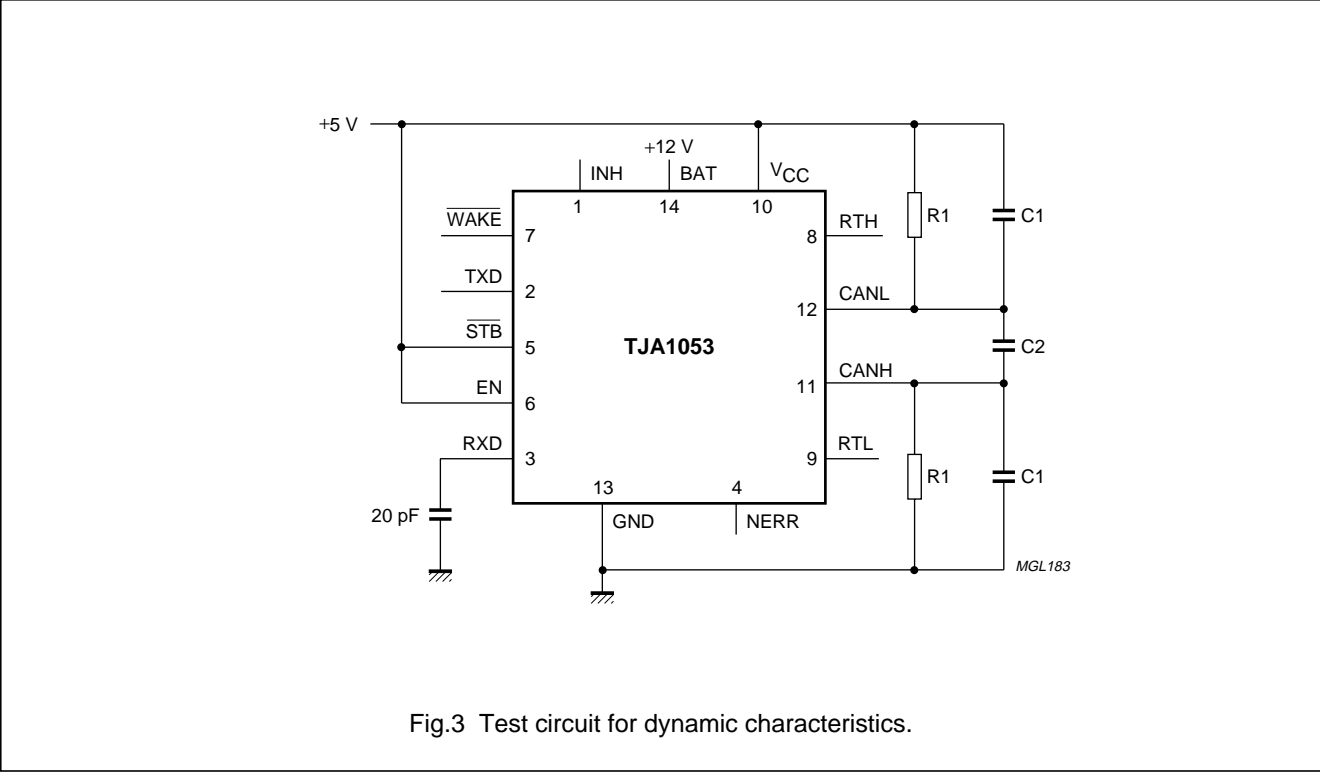 +5 V
+12 V
INH
BAT
VCC
1
14
10
WAKE
7
8
RTH
R1
C1
TXD
2
12
CANL
STB
5
TJA1053
C2
EN
6
11
CANH
RXD
3
9
RTL
R1
C1
20 pF
13
4
GND
NERR
MGL183
Fig.3 Test circuit for dynamic characteristics.